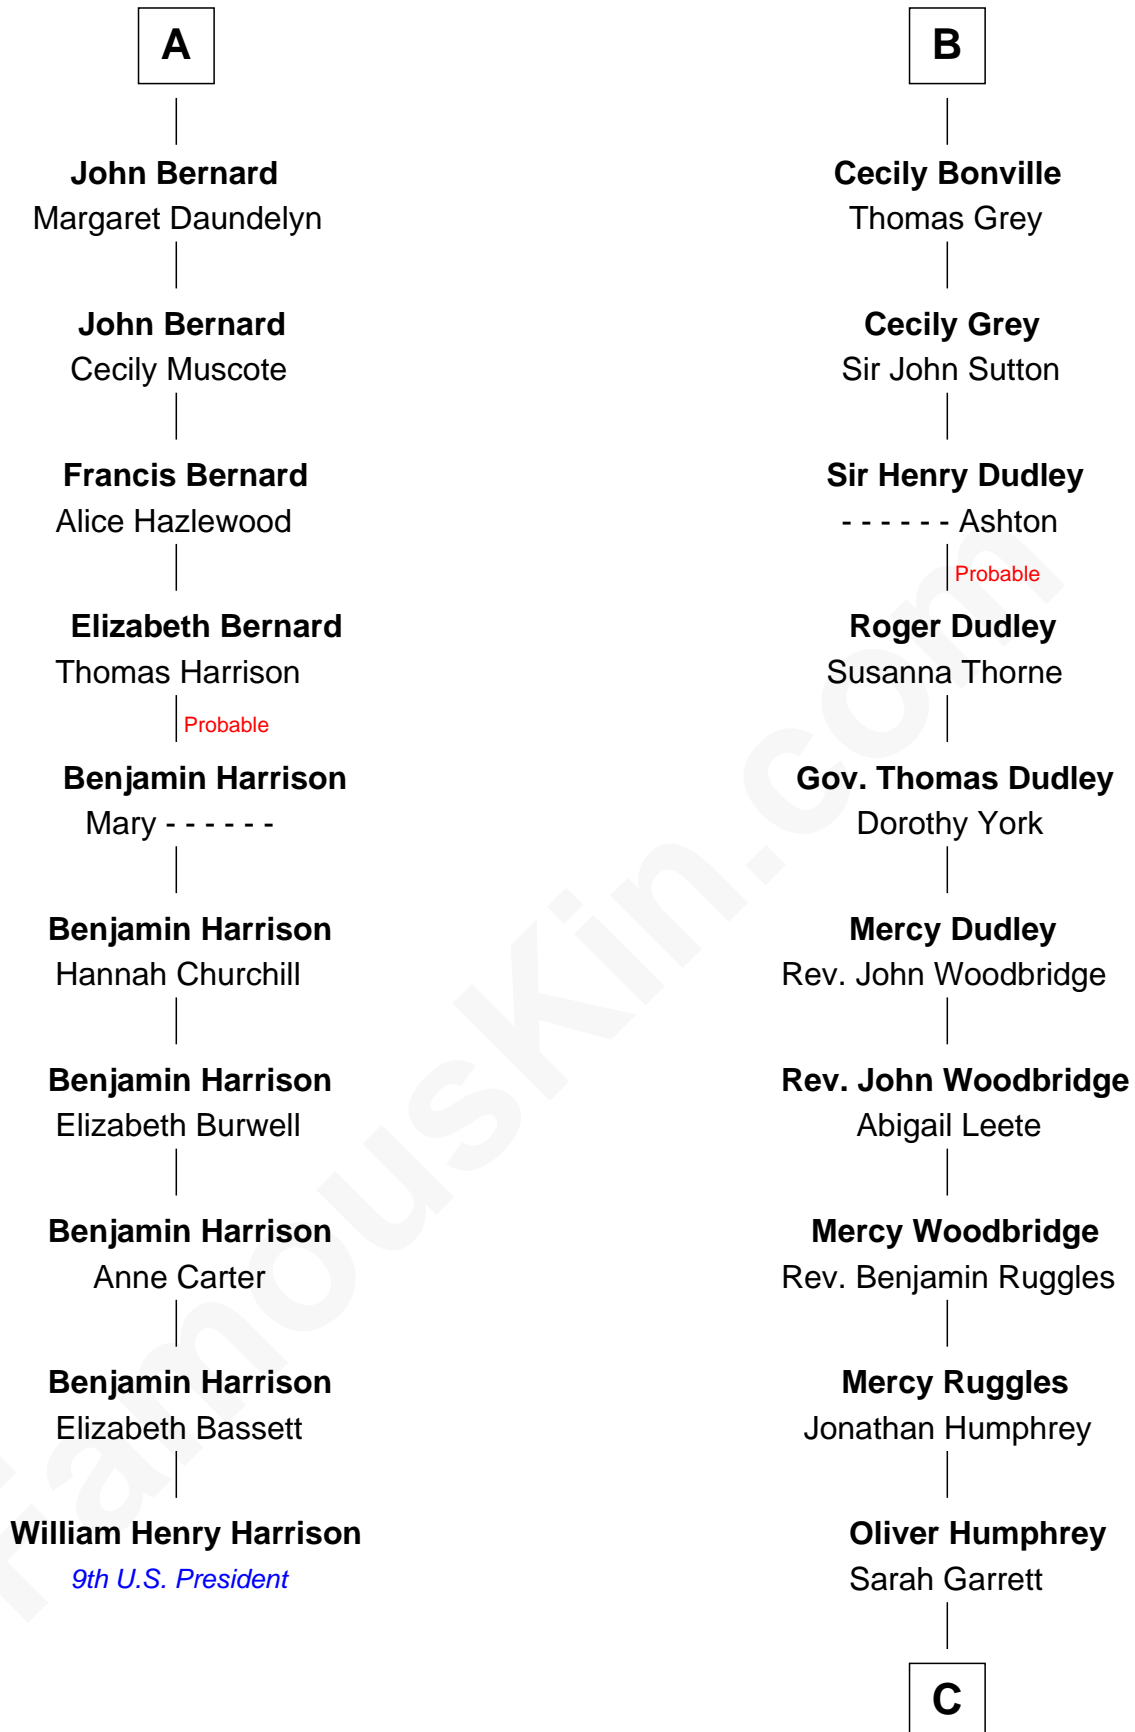 A
John Bernard
Margaret Daundelyn
John Bernard
Cecily Muscote
Francis Bernard
Alice Hazlewood
Elizabeth Bernard
Thomas Harrison
Probable
Benjamin Harrison
Mary - - - - - -
Benjamin Harrison
Hannah Churchill
Benjamin Harrison
Elizabeth Burwell
Benjamin Harrison
Anne Carter
Benjamin Harrison
Elizabeth Bassett
William Henry Harrison
9th U.S. President
B
Cecily Bonville
Thomas Grey
Cecily Grey
Sir John Sutton
Sir Henry Dudley
- - - - - - Ashton
Probable
Roger Dudley
Susanna Thorne
Gov. Thomas Dudley
Dorothy York
Mercy Dudley
Rev. John Woodbridge
Rev. John Woodbridge
Abigail Leete
Mercy Woodbridge
Rev. Benjamin Ruggles
Mercy Ruggles
Jonathan Humphrey
Oliver Humphrey
Sarah Garrett
C
FamousKin.com